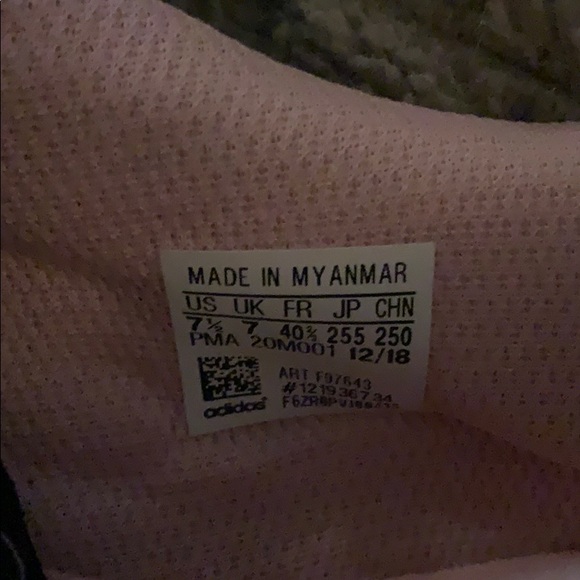 MADE IN MYANMAR
US UK FR JP CHN
7½ 7 40⅔ 255 250
PMA 20M001 12/18
ART F97643
#121936734
adidas